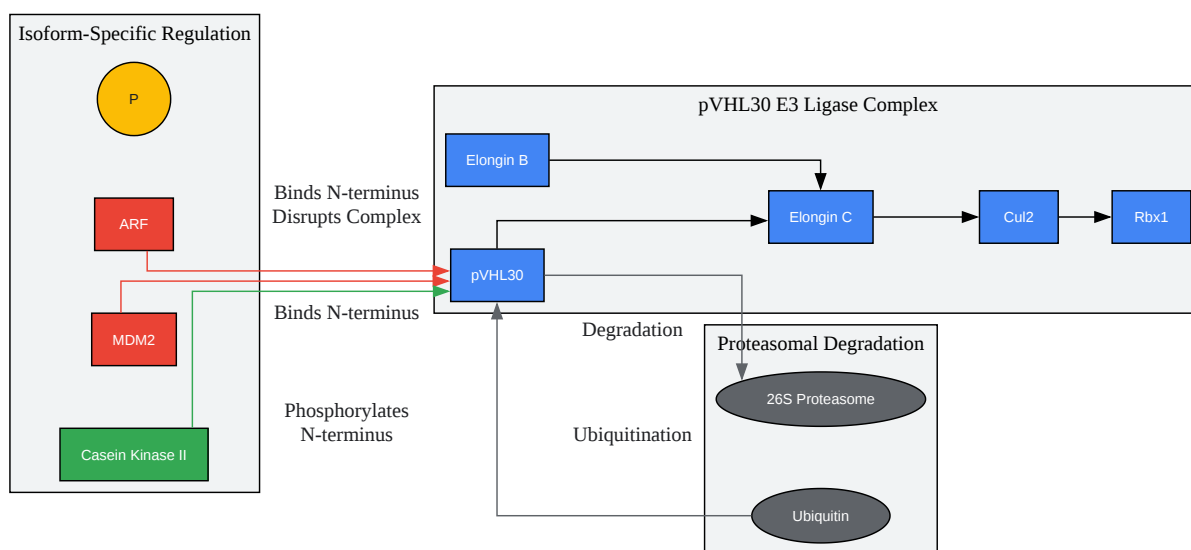 Isoform-Specific Regulation
P
ARF
MDM2
Casein Kinase II
Binds N-terminus
Disrupts Complex
Binds N-terminus
Phosphorylates
N-terminus
pVHL30 E3 Ligase Complex
Elongin B
Elongin C
Cul2
Rbx1
pVHL30
Degradation
Ubiquitination
Proteasomal Degradation
26S Proteasome
Ubiquitin